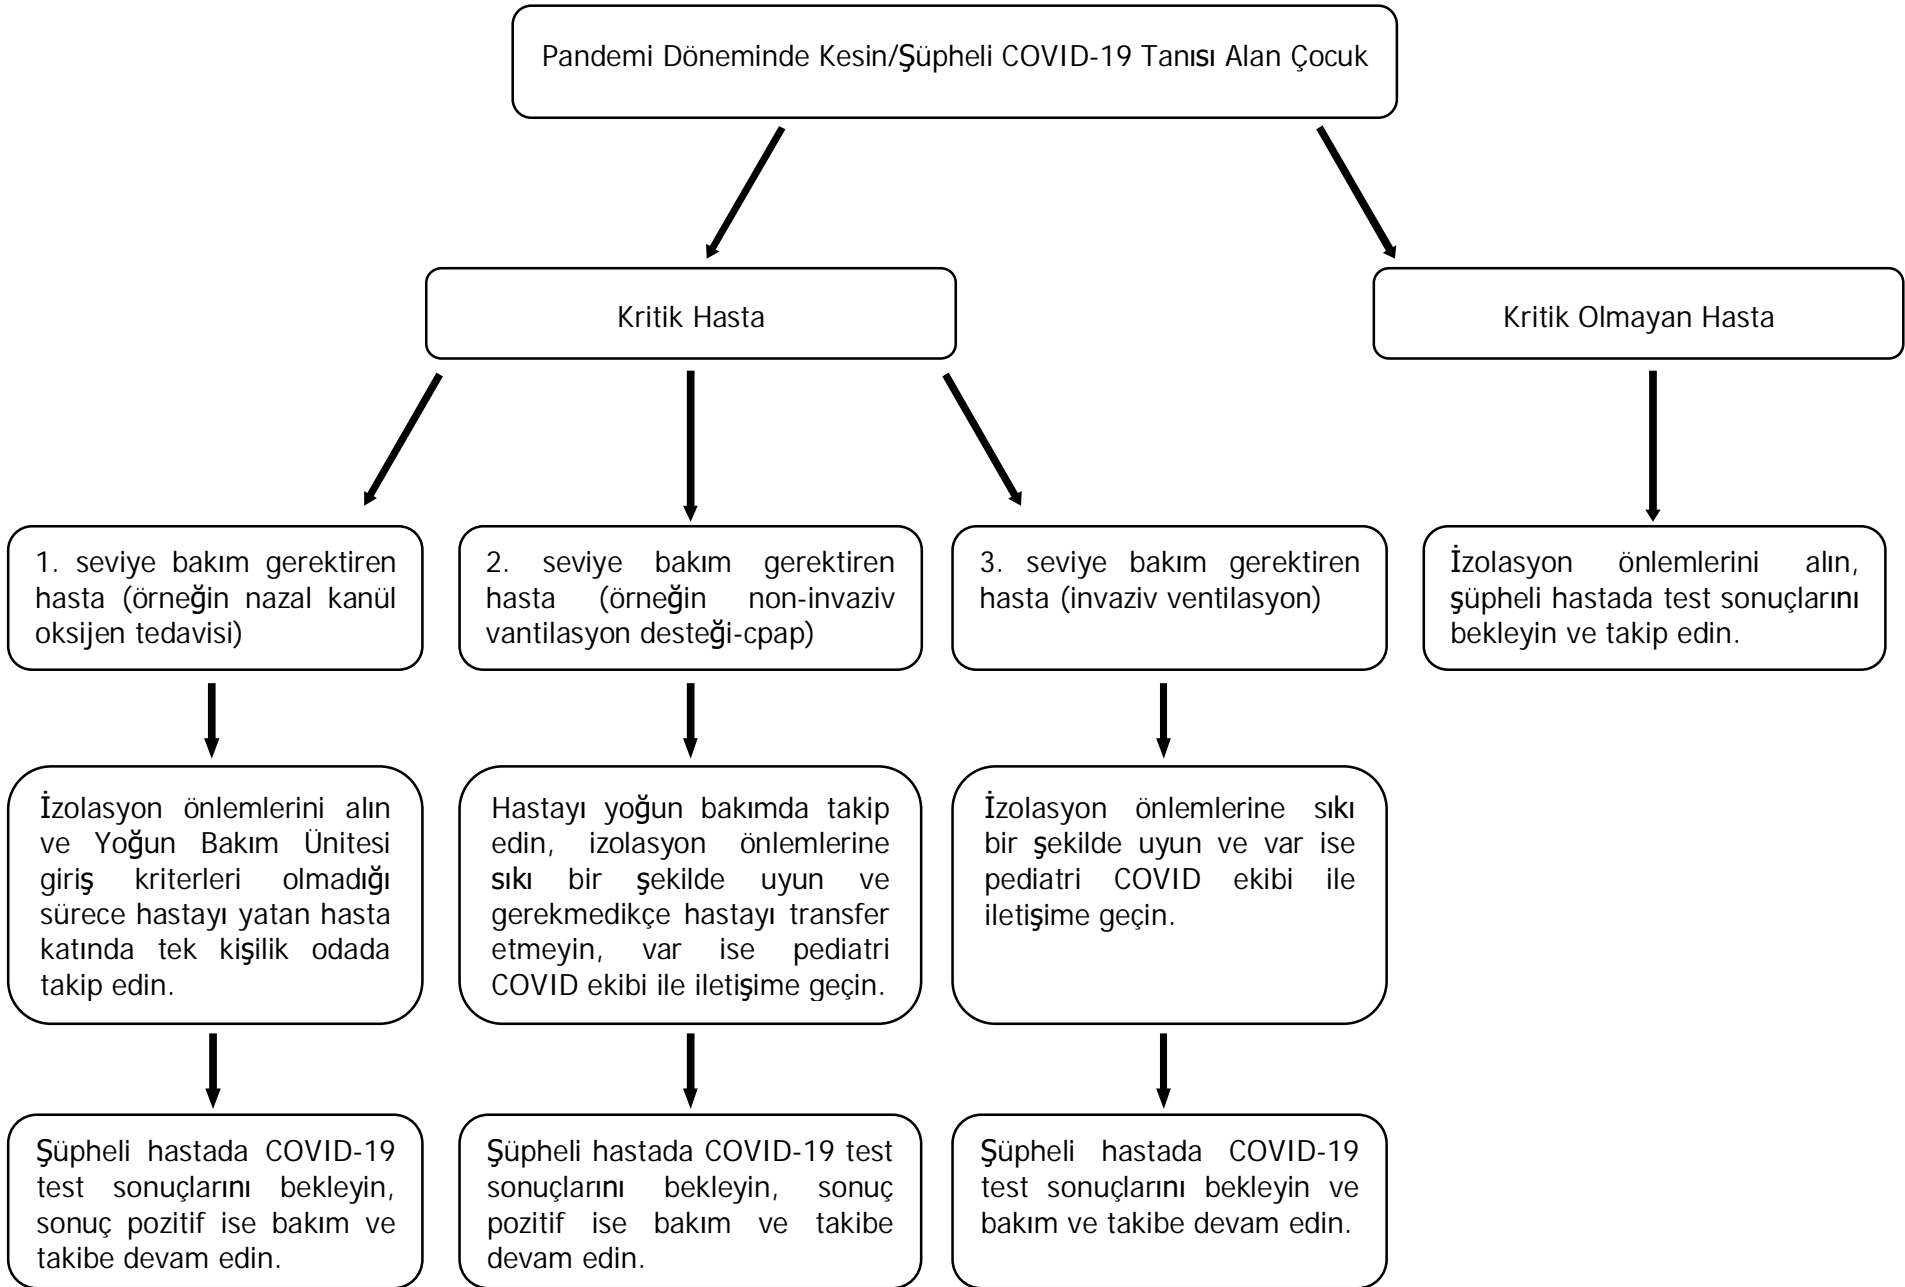 Pandemi Döneminde Kesin/Şüpheli COVID-19 Tanısı Alan Çocuk
Kritik Hasta
Kritik Olmayan Hasta
1. seviye bakım gerektiren
hasta (örneğin nazal kanül
oksijen tedavisi)
2. seviye bakım gerektiren
hasta (örneğin non-invaziv
vantilasyon desteği-cpap)
3. seviye bakım gerektiren
hasta (invaziv ventilasyon)
İzolasyon önlemlerini alın,
şüpheli hastada test sonuçlarını
bekleyin ve takip edin.
İzolasyon önlemlerini alın
ve Yoğun Bakım Ünitesi
giriş kriterleri olmadığı
sürece hastayı yatan hasta
katında tek kişilik odada
takip edin.
Hastayı yoğun bakımda takip
edin, izolasyon önlemlerine
sıkı bir şekilde uyun ve
gerekmedikçe hastayı transfer
etmeyin, var ise pediatri
COVID ekibi ile iletişime geçin.
İzolasyon önlemlerine sıkı
bir şekilde uyun ve var ise
pediatri COVID ekibi ile
iletişime geçin.
Şüpheli hastada COVID-19
test sonuçlarını bekleyin,
sonuç pozitif ise bakım ve
takibe devam edin.
Şüpheli hastada COVID-19 test
sonuçlarını bekleyin, sonuç
pozitif ise bakım ve takibe
devam edin.
Şüpheli hastada COVID-19
test sonuçlarını bekleyin ve
bakım ve takibe devam edin.